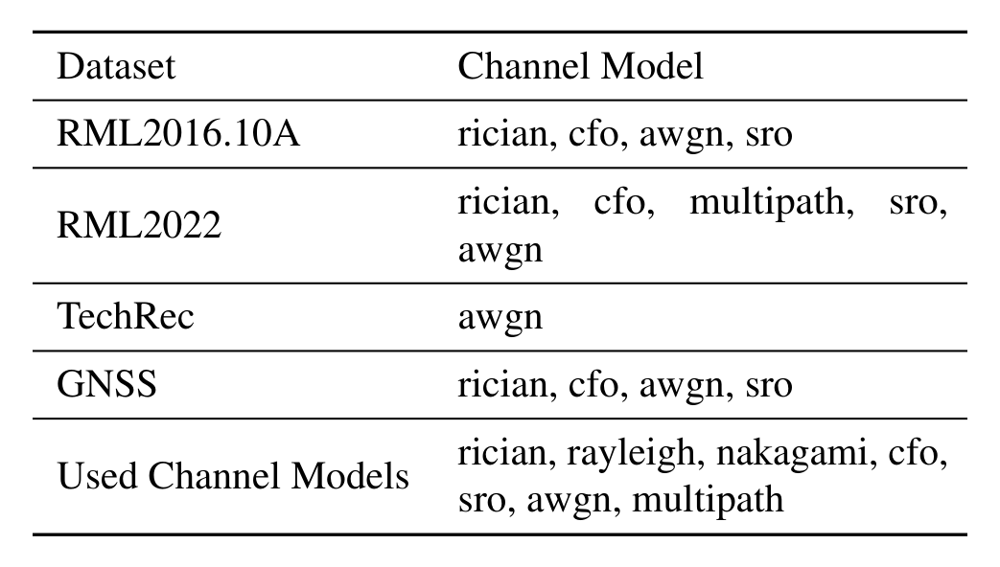 Dataset Channel Model
RML2016.10A rician, cfo, awgn, sro
RML2022 rician, cfo, multipath, sro,
awgn
TechRec awgn
GNSS rician, cfo, awgn, sro
Used Channel Models rician, rayleigh, nakagami, cfo,
sro, awgn, multipath